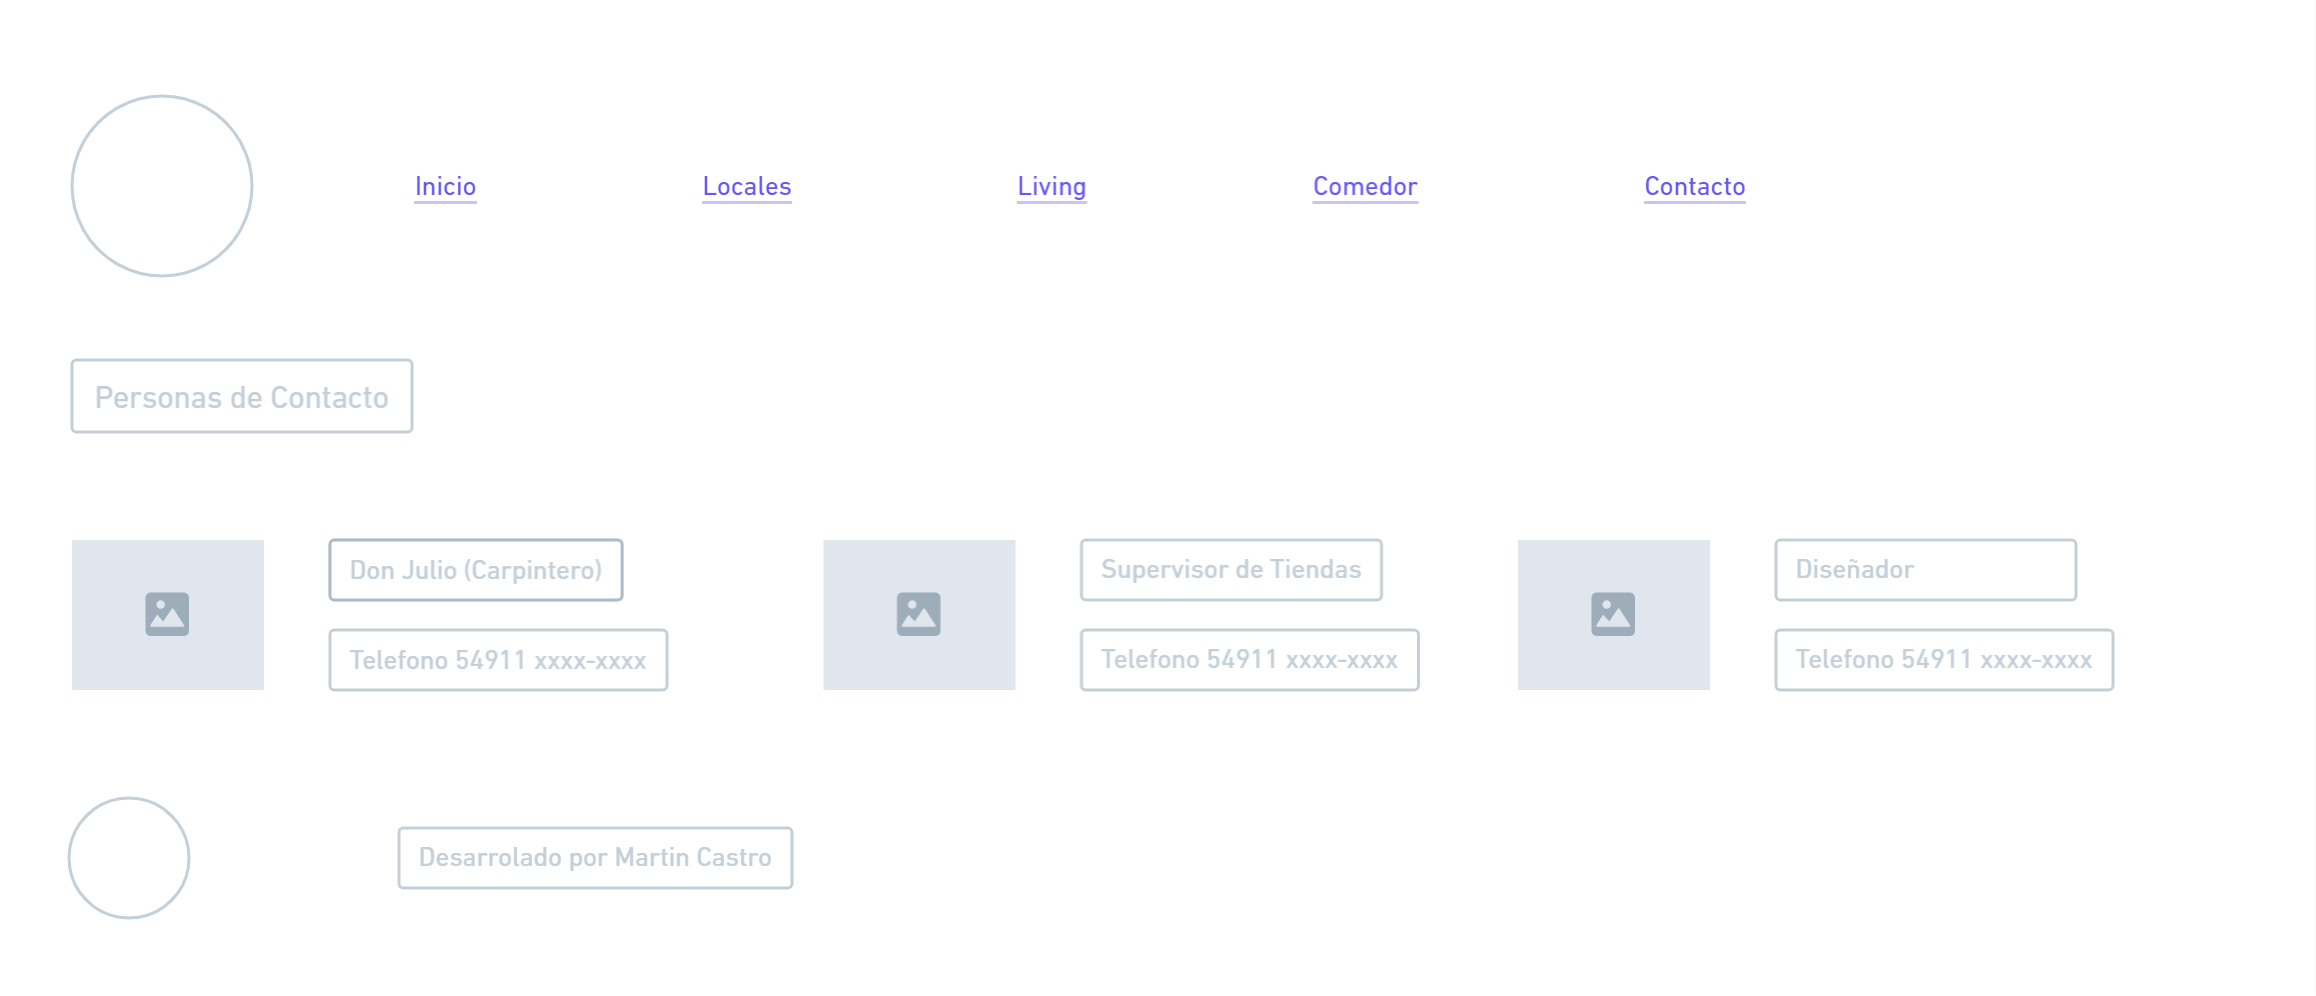 Inicio
Locales
Living
Comedor
Contacto
Personas de Contacto
Don Julio (Carpintero)
Telefono 54911 xxxx-xxxx
Supervisor de Tiendas
Telefono 54911 xxxx-xxxx
Diseñador
Telefono 54911 xxxx-xxxx
Desarrolado por Martin Castro